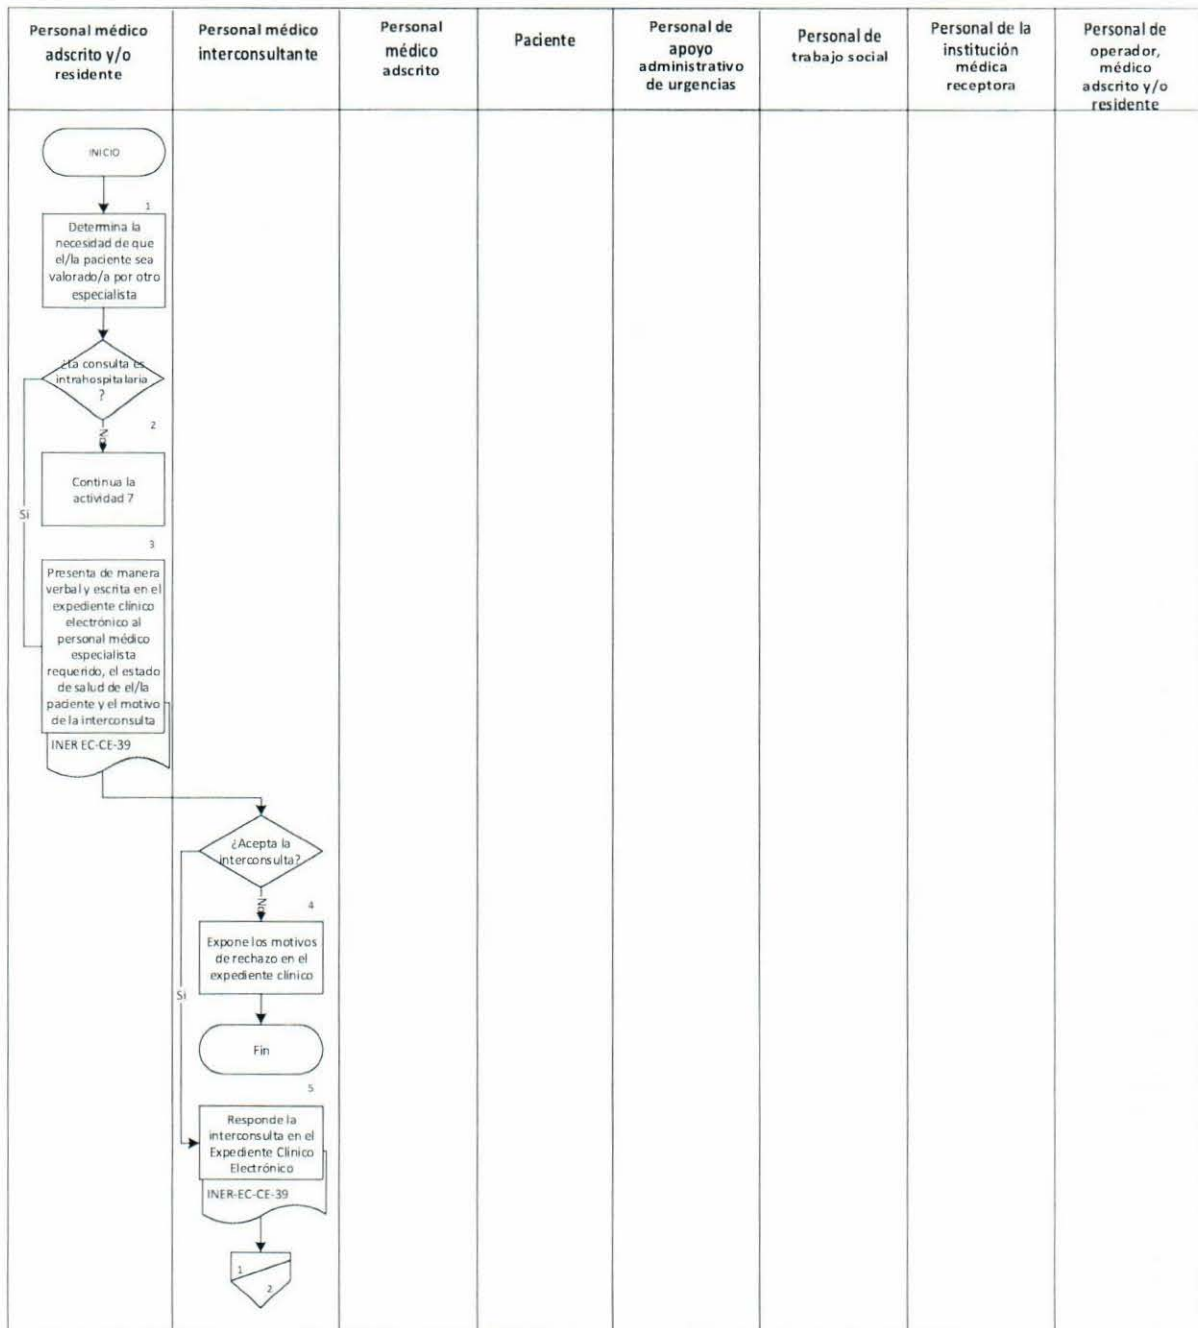 Personal médico
adscrito y/o
residente
Personal médico
interconsultante
Personal
médico
adscrito
Paciente
Personal de
apoyo
administrativo
de urgencias
Personal de
trabajo social
Personal de la
institución
médica
receptora
Personal de
operador,
médico
adscrito y/o
residente
INICIO
1
Determina la
necesidad de que
el/la paciente sea
valorado/a por otro
especialista
¿La consulta es
intrahospitalaria
?
No
2
Continua la
actividad 7
Si
3
Presenta de manera
verbal y escrita en el
expediente clínico
electrónico al
personal médico
especialista
requerido, el estado
de salud de el/la
paciente y el motivo
de la interconsulta
INER EC-CE-39
¿Acepta la
interconsulta?
No
4
Expone los motivos
de rechazo en el
expediente clínico
Si
Fin
5
Responde la
interconsulta en el
Expediente Clínico
Electrónico
INER-EC-CE-39
1
2